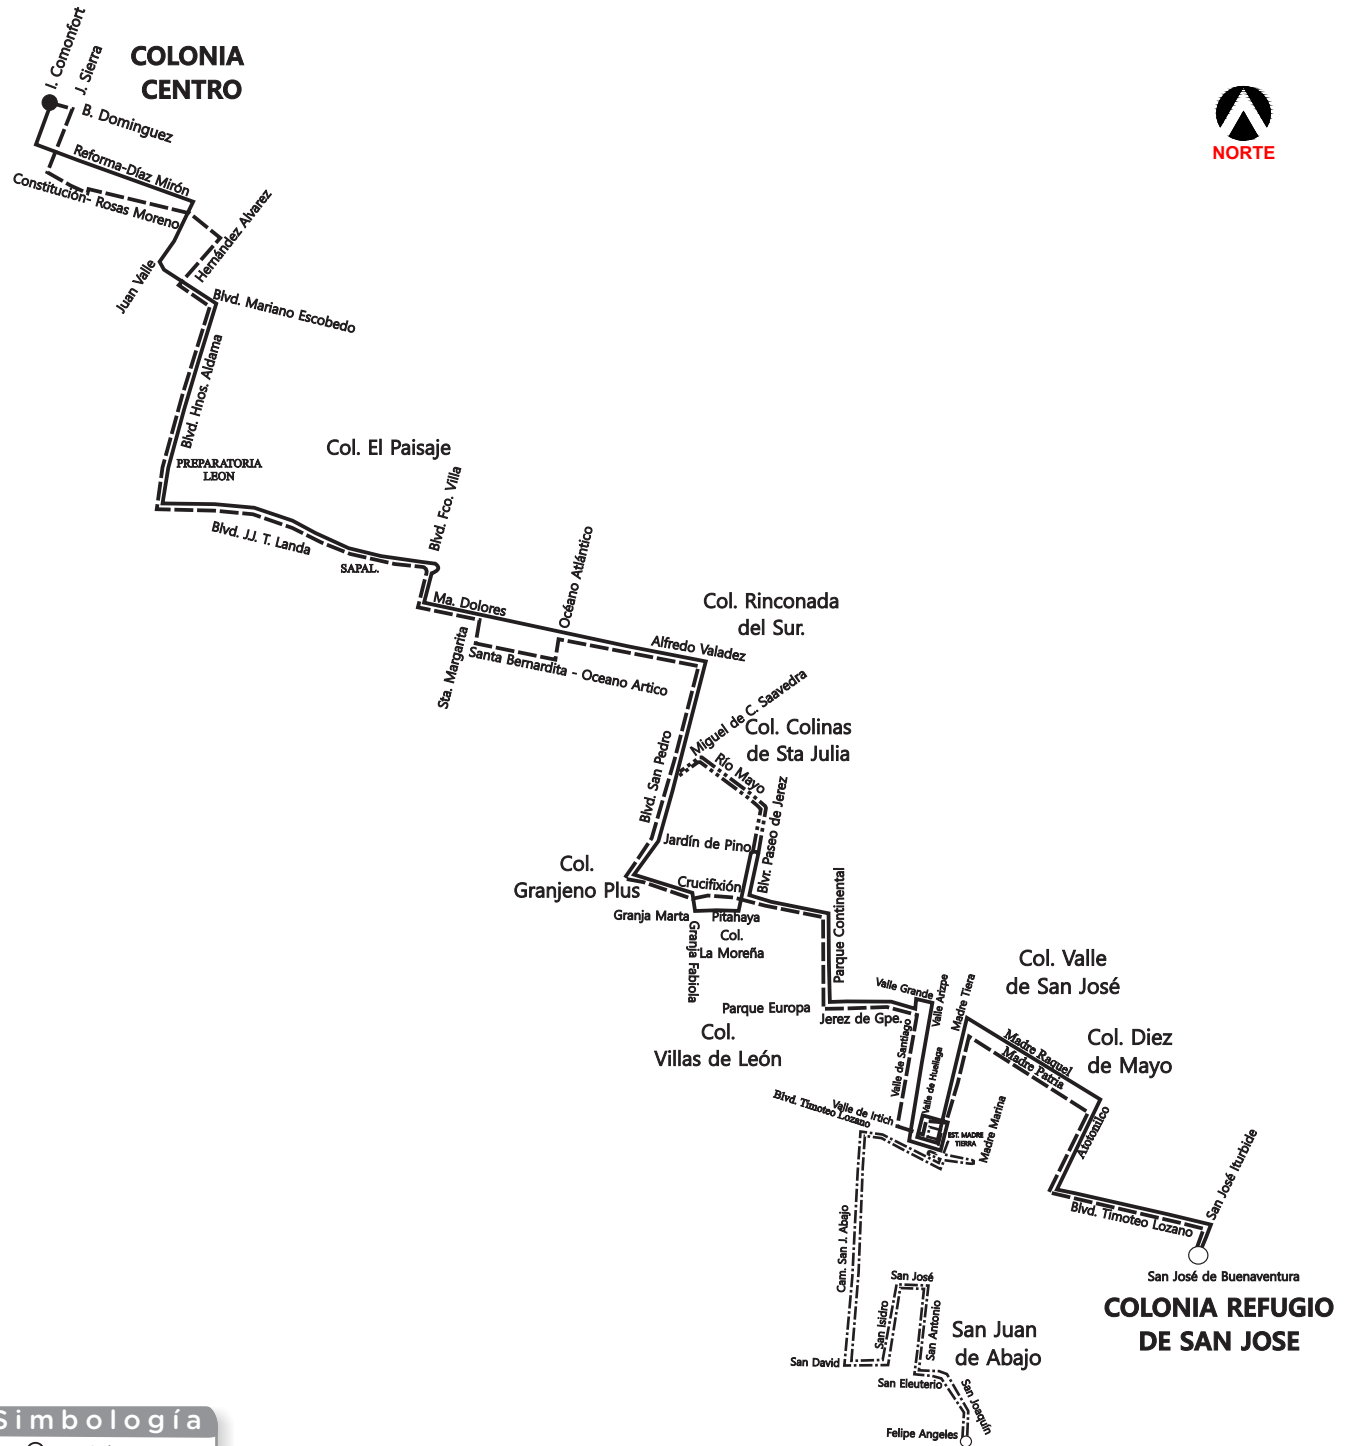 I. Comonfort
J. Sierra
COLONIA
CENTRO
B. Dominguez
NORTE
Reforma-Díaz Mirón
Constitución- Rosas Moreno
Hernández Alvarez
Juan Valle
Blvd. Mariano Escobedo
Blvd. Hnos. Aldama
Col. El Paisaje
PREPARATORIA
LEON
Blvd. Fco. Villa
Blvd. J.J. T. Landa
SAPAL.
Océano Atlántico
Ma. Dolores
Col. Rinconada
del Sur.
Alfredo Valadez
Sta. Margarita
Santa Bernardita - Oceano Artico
Miguel de C. Saavedra
Col. Colinas
de Sta Julia
Río Mayo
Blvd. San Pedro
Blvr. Paseo de Jerez
Jardín de Pino
Col.
Granjeno Plus
Crucifixión
Granja Marta
Pitahaya
Granja Fabiola
Col.
La Moreña
Parque Continental
Col. Valle
de San José
Valle Grande
Valle Arizpe
Madre Tiera
Parque Europa
Jerez de Gpe.
Col.
Villas de León
Valle de Santiago
Valle de Huellaga
Madre Raquel
Madre Patria
Col. Diez
de Mayo
Blvd. Timoteo Lozano
Valle de Irtich
EST. MADRE
TIERRA
Madre Marina
Atotonilco
San José Iturbide
Blvd. Timoteo Lozano
Cam. San J. Abajo
San José de Buenaventura
COLONIA REFUGIO
DE SAN JOSE
San José
San Isidro
San Antonio
San Juan
de Abajo
San David
San Eleuterio
San Joaquín
Felipe Angeles
Simbología